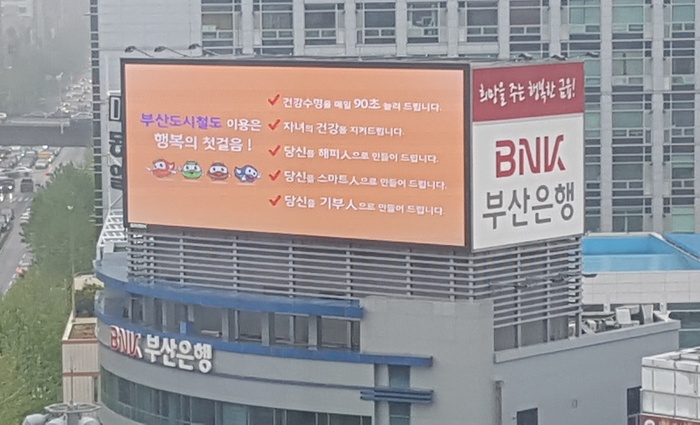 부산도시철도 이용은
행복의 첫걸음 !
건강수명을 매일 90초 늘려 드립니다.
자녀의 건강을 지켜드립니다.
당신을 해피人으로 만들어 드립니다.
당신을 스마트人으로 만들어 드립니다.
당신을 기부人으로 만들어 드립니다.
희망을 주는 행복한 금융!
BNK
부산은행
BNK 부산은행